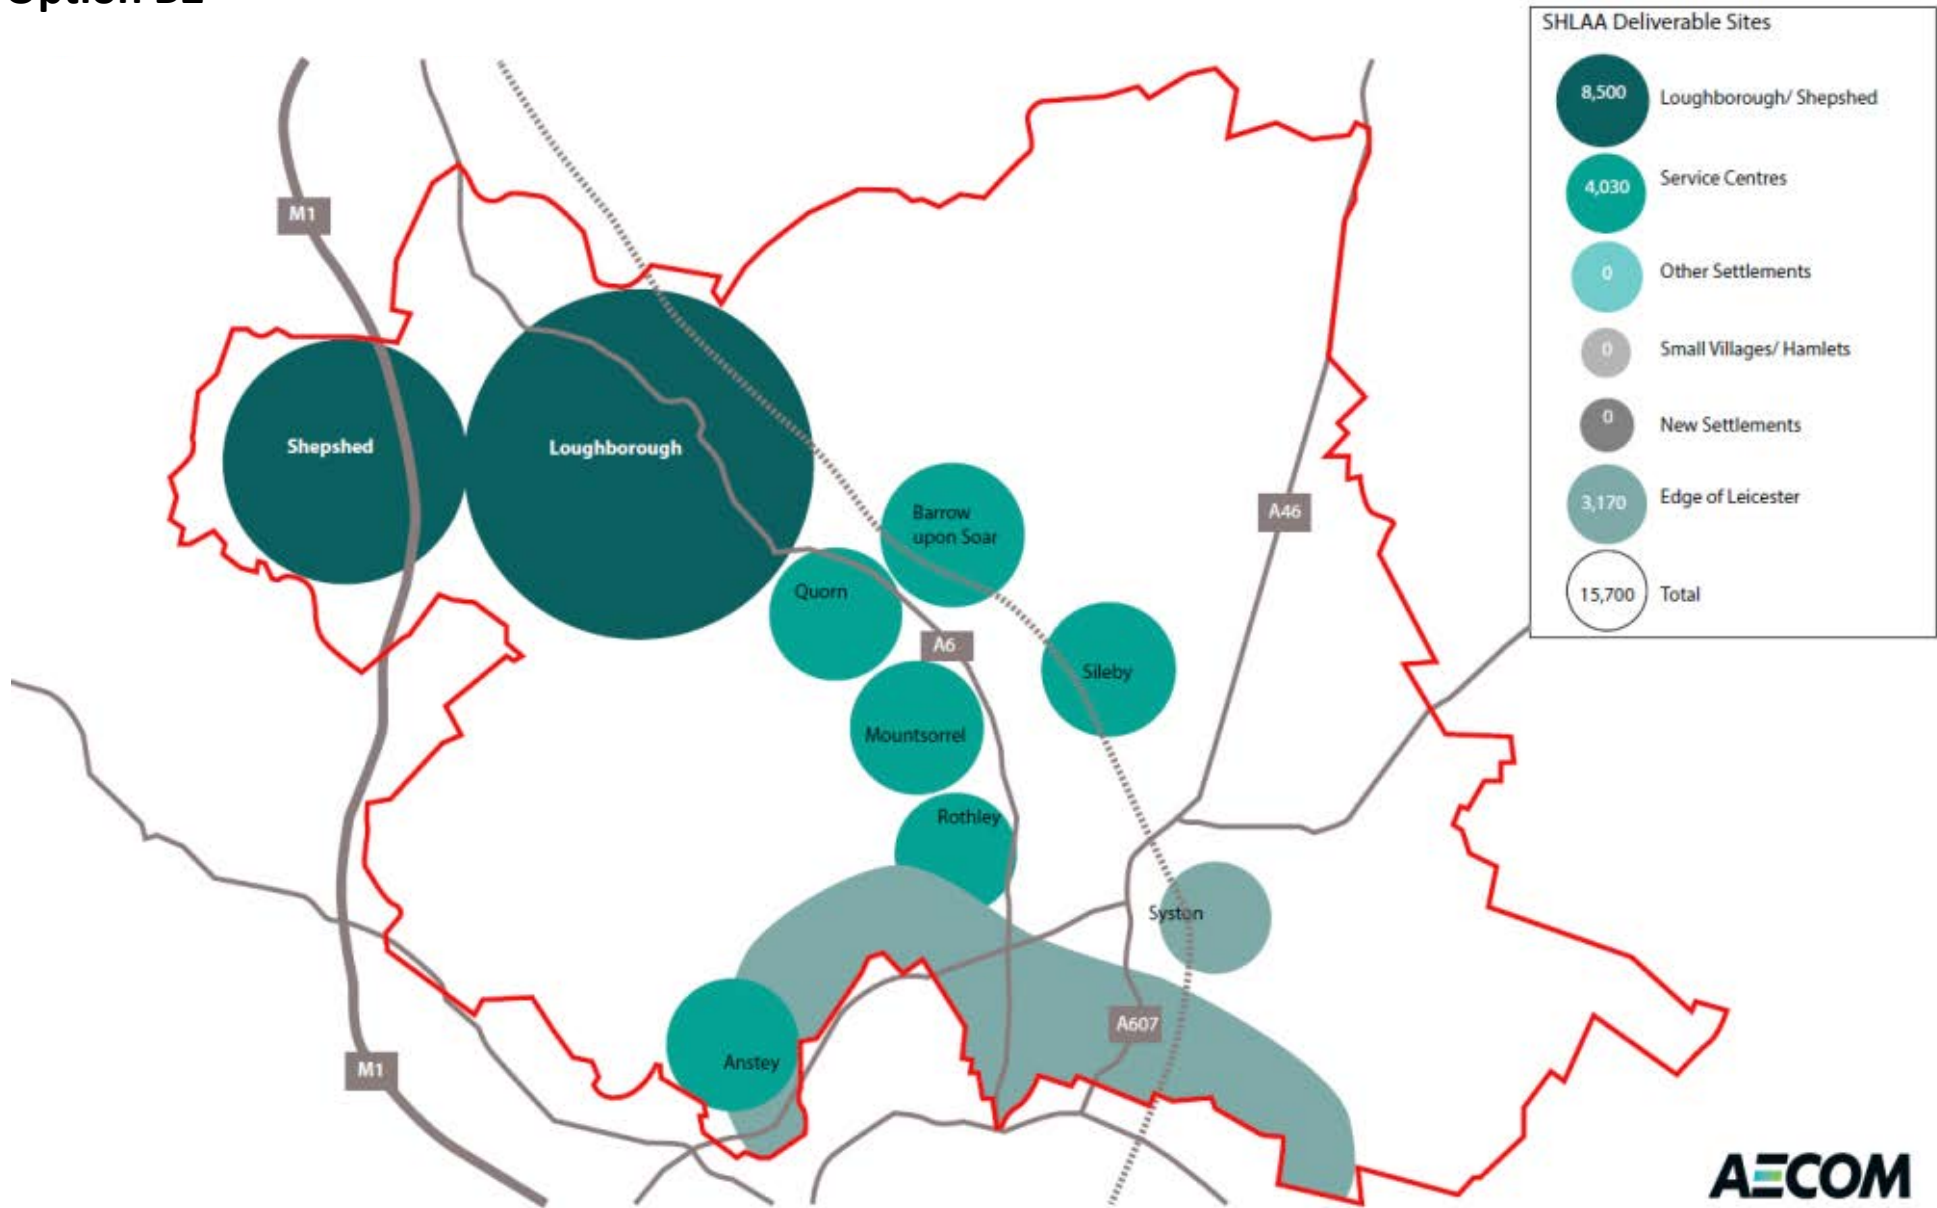 SHLAA Deliverable Sites
8,500
Loughborough/ Shepshed
4,030
Service Centres
0
Other Settlements
0
Small Villages/ Hamlets
0
New Settlements
3,170
Edge of Leicester
15,700
Total
M1
Shepshed
Loughborough
Barrow
upon Soar
A46
Quorn
A6
Sileby
Mountsorrel
Rothley
Syston
A607
Anstey
M1
AECOM